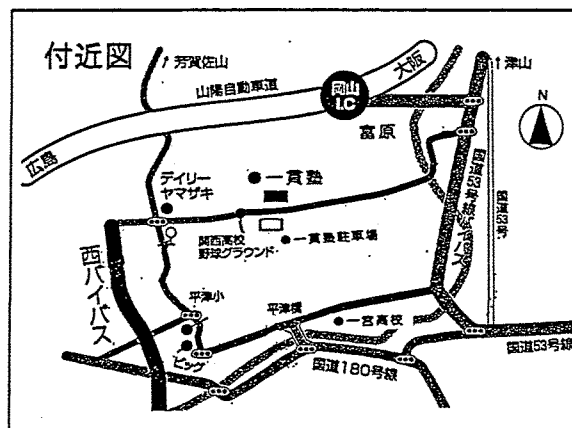 付近図
↑芳賀佐山
大阪
↑津山
山陽自動車道
岡山
I.C
N
富原
広島
デイリー
ヤマザキ
●一貫塾
国道53号線バイパス
国道53号
関西高校
野球グラウンド
●一貫塾駐車場
西バイパス
平津小
平津橋
●一宮高校
ビッグ
国道53号線
国道180号線